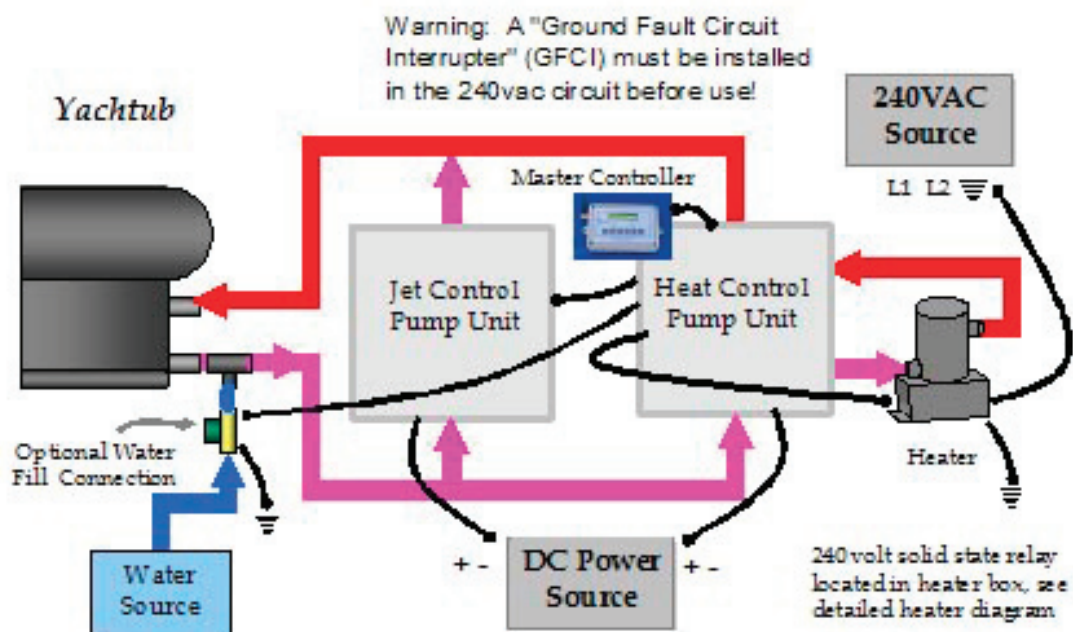 Warning: A "Ground Fault Circuit
Interrupter" (GFCI) must be installed
in the 240vac circuit before use!
Yachtub
240VAC
Source
L1 L2
Master Controller
Jet Control
Pump Unit
Heat Control
Pump Unit
Optional Water
Fill Connection
Heater
Water
Source
+ -
DC Power
Source
+ -
240 volt solid state relay
located in heater box, see
detailed heater diagram